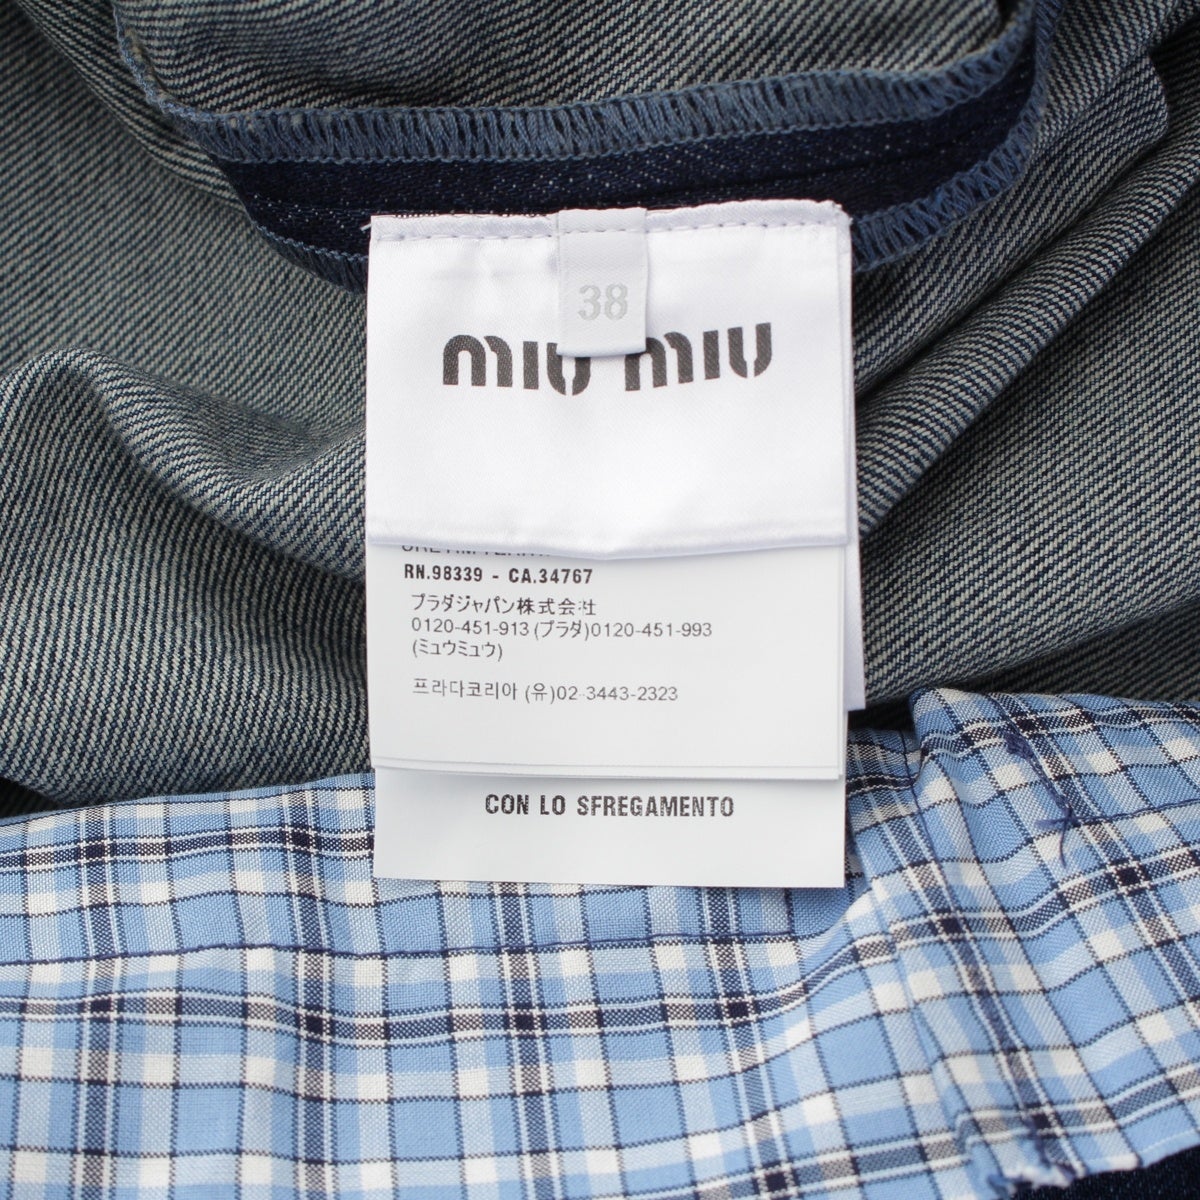 38
miu miu
RN.98339 - CA.34767
プラダジャパン株式会社
0120-451-913 (プラダ)0120-451-993
(ミュウミュウ)
프라다코리아 (유)02-3443-2323
CON LO SFREGAMENTO